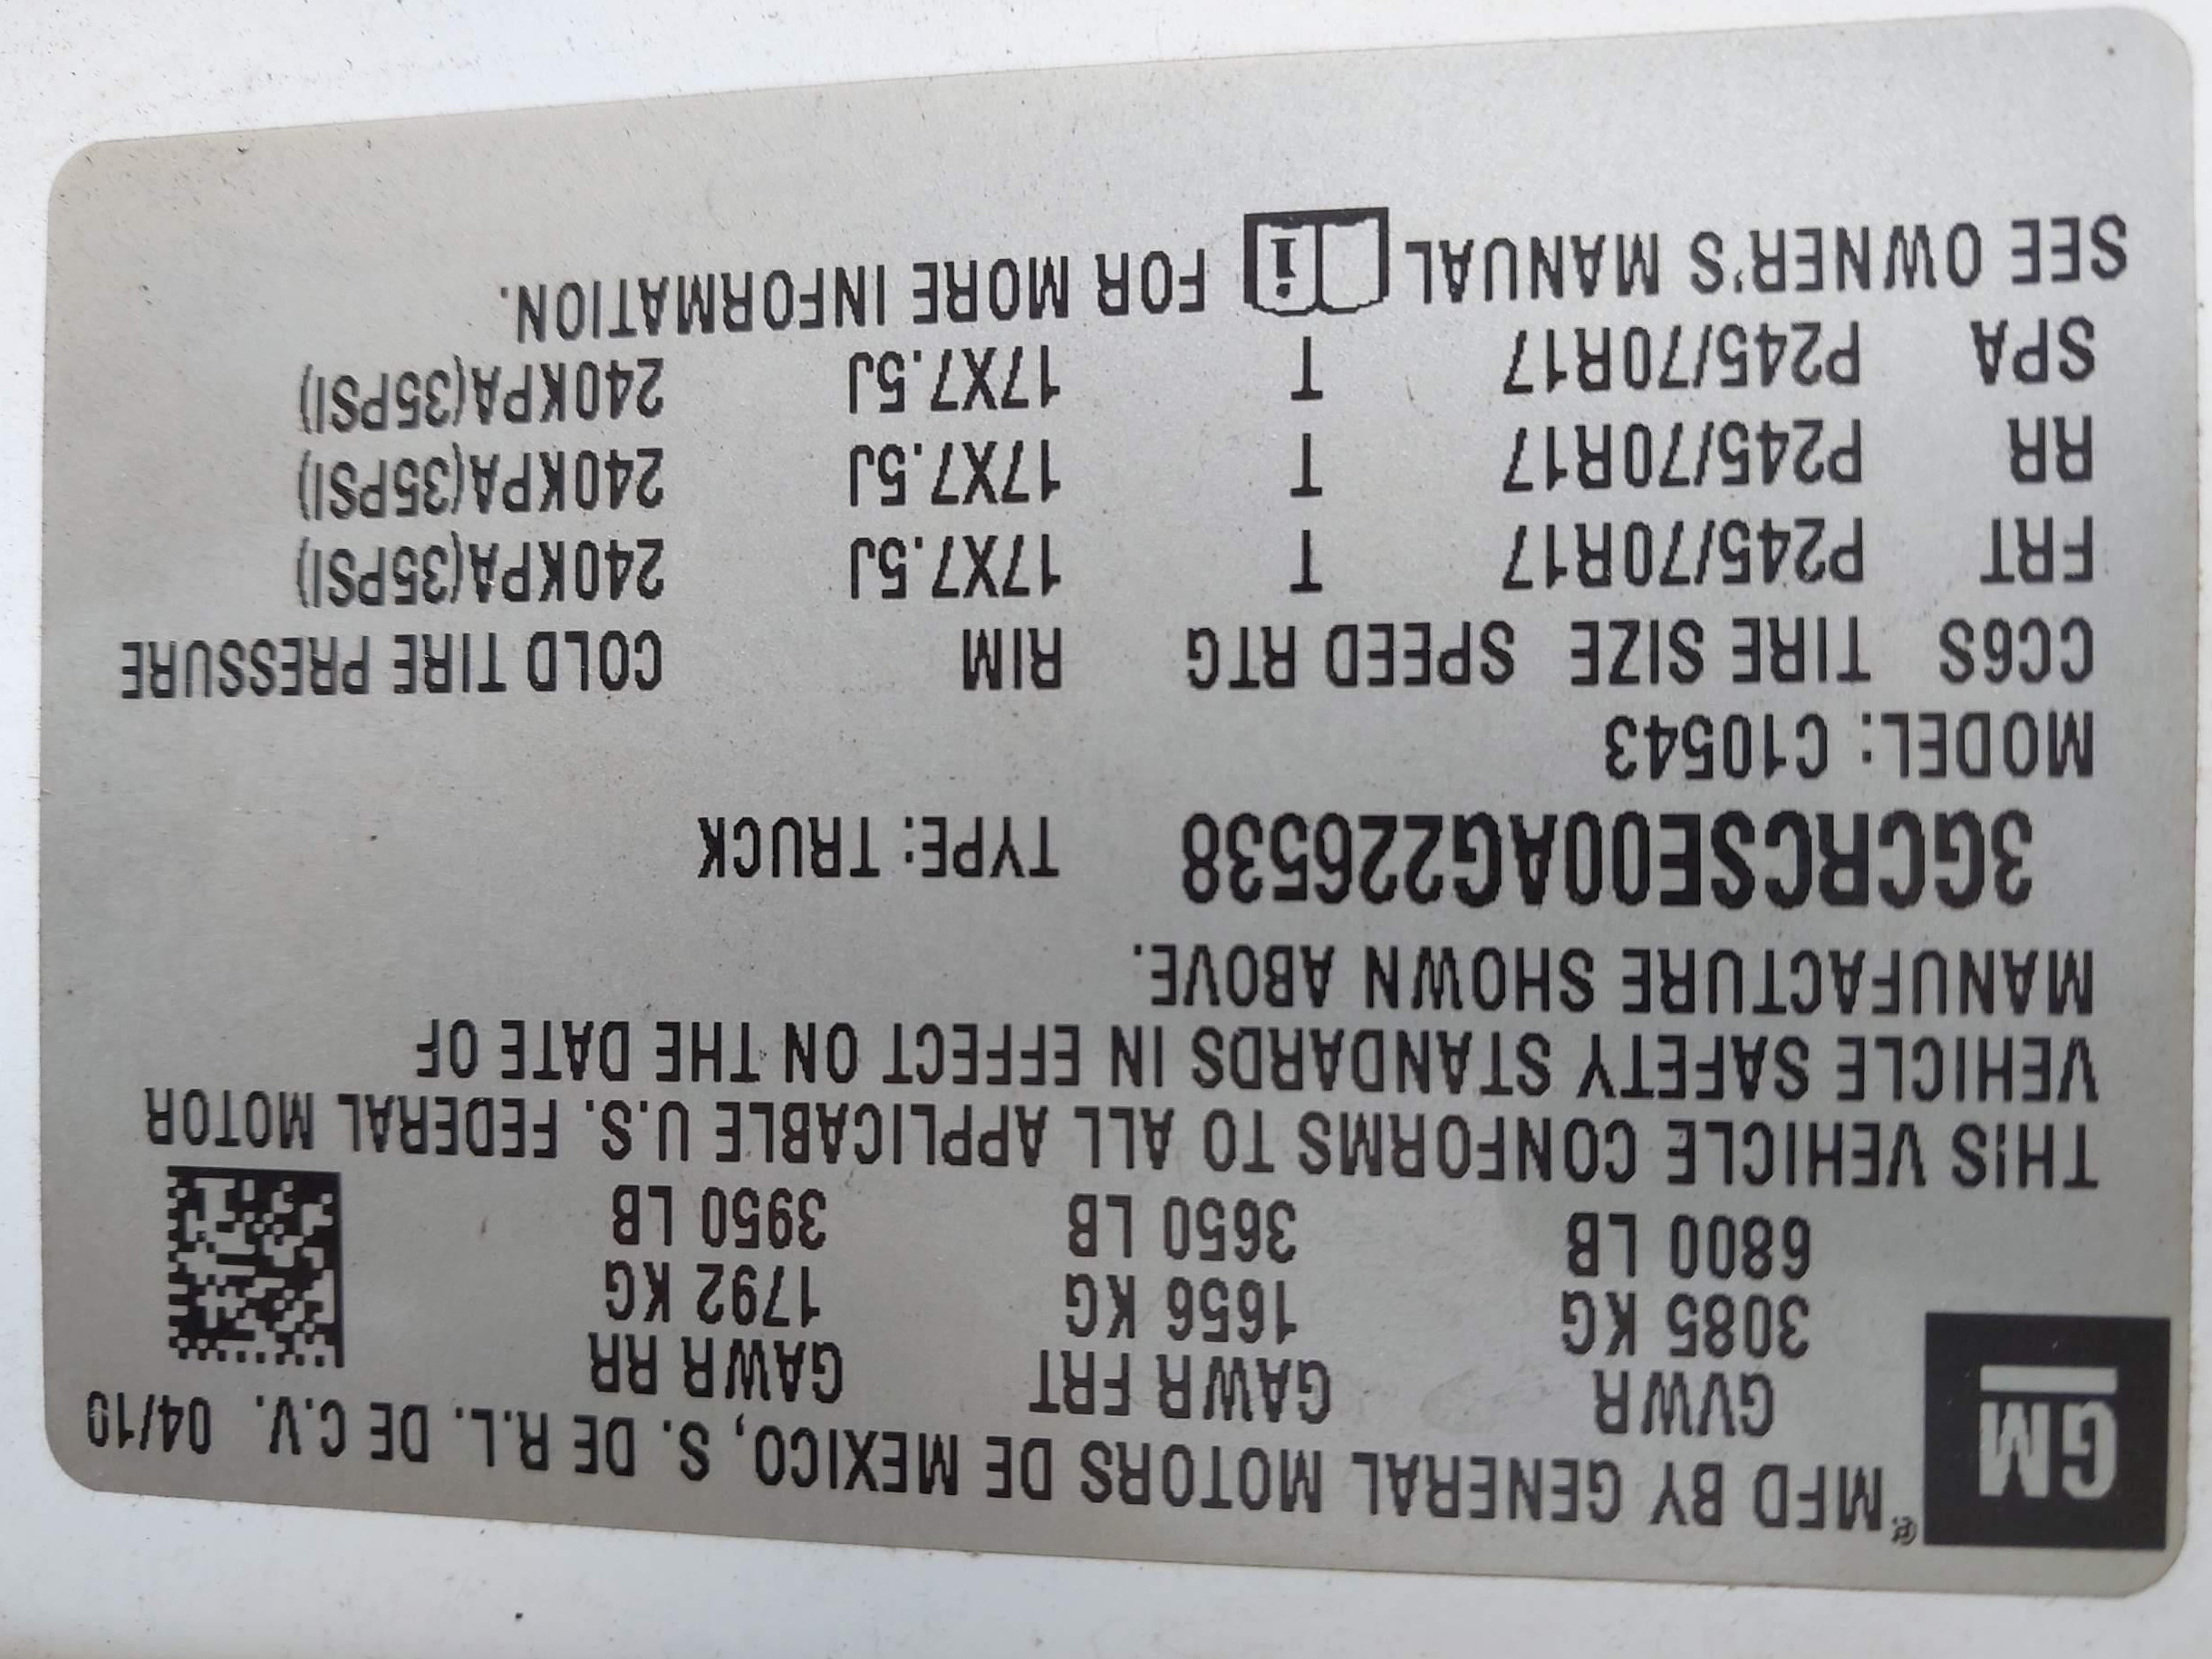 GM
MFD BY GENERAL MOTORS DE MEXICO, S. DE R.L. DE C.V. 04/10
GVWR GAWR FRT GAWR RR
3085 KG 1656 KG 1792 KG
6800 LB 3650 LB 3950 LB
THIS VEHICLE CONFORMS TO ALL APPLICABLE U.S. FEDERAL MOTOR
VEHICLE SAFETY STANDARDS IN EFFECT ON THE DATE OF
MANUFACTURE SHOWN ABOVE.
3GCRCSE00AG226538 TYPE: TRUCK
MODEL: C10543
CC6S TIRE SIZE SPEED RTG RIM COLD TIRE PRESSURE
FRT P245/70R17 T 17X7.5J 240KPA(35PSI)
RR P245/70R17 T 17X7.5J 240KPA(35PSI)
SPA P245/70R17 T 17X7.5J 240KPA(35PSI)
SEE OWNER'S MANUAL i FOR MORE INFORMATION.